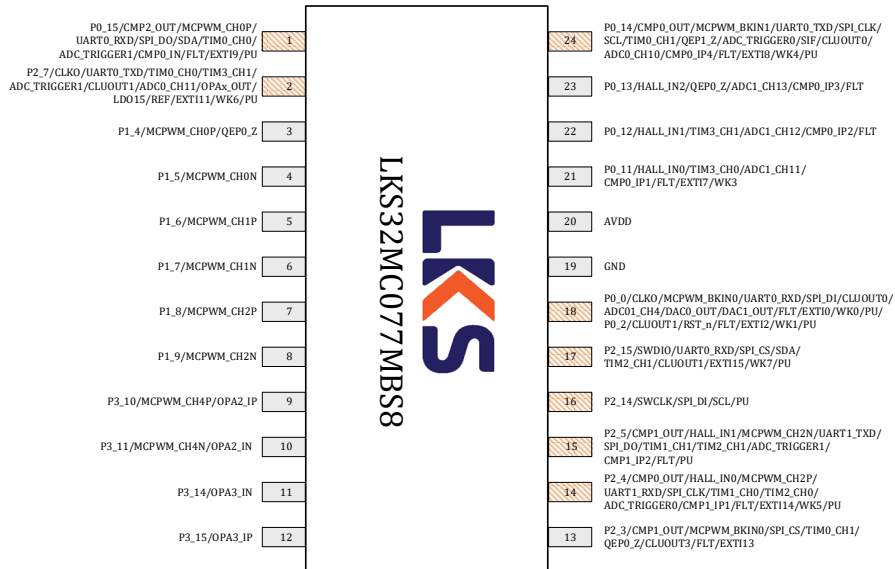 P0_15/CMP2_OUT/MCPWM_CH0P/
UART0_RXD/SPI_DO/SDA/TIM0_CH0/
ADC_TRIGGER1/CMP0_IN/FLT/EXTI9/PU
1
P2_7/CLKO/UART0_TXD/TIM0_CH0/TIM3_CH1/
ADC_TRIGGER1/CLUOUT1/ADC0_CH11/OPAx_OUT/
LDO15/REF/EXTI11/WK6/PU
2
P1_4/MCPWM_CH0P/QEP0_Z
3
P1_5/MCPWM_CH0N
4
P1_6/MCPWM_CH1P
5
P1_7/MCPWM_CH1N
6
P1_8/MCPWM_CH2P
7
P1_9/MCPWM_CH2N
8
P3_10/MCPWM_CH4P/OPA2_IP
9
P3_11/MCPWM_CH4N/OPA2_IN
10
P3_14/OPA3_IN
11
P3_15/OPA3_IP
12
LKS32MC077MBS8
LKS
24
P0_14/CMP0_OUT/MCPWM_BKIN1/UART0_TXD/SPI_CLK/
SCL/TIM0_CH1/QEP1_Z/ADC_TRIGGER0/SIF/CLUOUT0/
ADC0_CH10/CMP0_IP4/FLT/EXTI8/WK4/PU
23
P0_13/HALL_IN2/QEP0_Z/ADC1_CH13/CMP0_IP3/FLT
22
P0_12/HALL_IN1/TIM3_CH1/ADC1_CH12/CMP0_IP2/FLT
21
P0_11/HALL_IN0/TIM3_CH0/ADC1_CH11/
CMP0_IP1/FLT/EXTI7/WK3
20
AVDD
19
GND
18
P0_0/CLKO/MCPWM_BKIN0/UART0_RXD/SPI_DI/CLUOUT0/
ADC01_CH4/DAC0_OUT/DAC1_OUT/FLT/EXTI0/WK0/PU/
P0_2/CLUOUT1/RST_n/FLT/EXTI2/WK1/PU
17
P2_15/SWDIO/UART0_RXD/SPI_CS/SDA/
TIM2_CH1/CLUOUT1/EXTI15/WK7/PU
16
P2_14/SWCLK/SPI_DI/SCL/PU
15
P2_5/CMP1_OUT/HALL_IN1/MCPWM_CH2N/UART1_TXD/
SPI_DO/TIM1_CH1/TIM2_CH1/ADC_TRIGGER1/
CMP1_IP2/FLT/PU
14
P2_4/CMP0_OUT/HALL_IN0/MCPWM_CH2P/
UART1_RXD/SPI_CLK/TIM1_CH0/TIM2_CH0/
ADC_TRIGGER0/CMP1_IP1/FLT/EXTI14/WK5/PU
13
P2_3/CMP1_OUT/MCPWM_BKIN0/SPI_CS/TIM0_CH1/
QEP0_Z/CLUOUT3/FLT/EXTI13